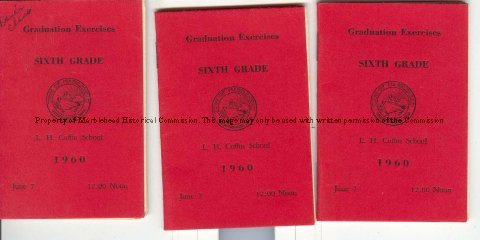 Graduation Exercises
SIXTH GRADE
L. H. Coffin School
1960
June 7 12:00 Noon
Graduation Exercises
SIXTH GRADE
L. H. Coffin School
1960
June 7 12:00 Noon
Graduation Exercises
SIXTH GRADE
L. H. Coffin School
1960
June 7 12:00 Noon
Property of Marblehead Historical Commission. This image may only be used with written permission of the Commission.